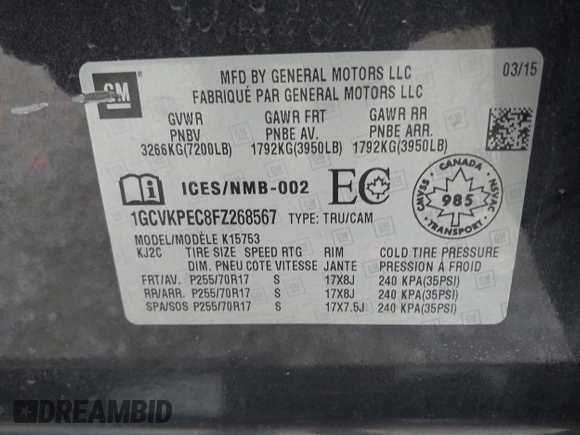 GM
MFD BY GENERAL MOTORS LLC
FABRIQUÉ PAR GENERAL MOTORS LLC
03/15
GVWR GAWR FRT GAWR RR
PNBV PNBE AV. PNBE ARR.
3266KG(7200LB) 1792KG(3950LB) 1792KG(3950LB)
ICES/NMB-002 EC
CANADA
CMVSS 985 NSVAC
1GCVKPEC8FZ268567 TYPE: TRU/CAM
MODEL/MODÈLE K15753
KJ2C TIRE SIZE SPEED RTG RIM COLD TIRE PRESSURE
DIM. PNEU COTE VITESSE JANTE PRESSION À FROID
FRT/AV. P255/70R17 S 17X8J 240 KPA(35PSI)
RR/ARR. P255/70R17 S 17X8J 240 KPA(35PSI)
SPA/SOS P255/70R17 S 17X7.5J 240 KPA(35PSI)
DREAMBID